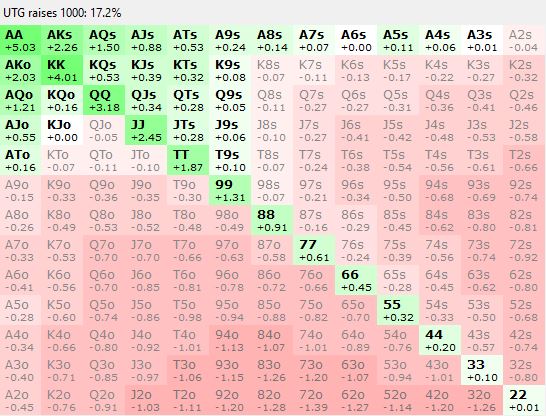 UTG raises 1000: 17.2%
AA AKs AQs AJs ATs A9s A8s A7s A6s A5s A4s A3s A2s
+5.03 +2.26 +1.50 +0.88 +0.53 +0.24 +0.14 +0.07 +0.00 +0.11 +0.06 +0.01 -0.04
AKo KK KQs KJs KTs K9s K8s K7s K6s K5s K4s K3s K2s
+2.03 +4.01 +0.53 +0.39 +0.32 +0.08 -0.07 -0.11 -0.13 -0.17 -0.22 -0.27 -0.32
AQo KQo QQ QJs QTs Q9s Q8s Q7s Q6s Q5s Q4s Q3s Q2s
+1.21 +0.16 +3.18 +0.34 +0.28 +0.05 -0.11 -0.27 -0.27 -0.31 -0.36 -0.41 -0.46
AJo KJo QJo JJ JTs J9s J8s J7s J6s J5s J4s J3s J2s
+0.55 +0.00 -0.05 +2.45 +0.28 +0.06 -0.10 -0.27 -0.41 -0.42 -0.48 -0.53 -0.58
ATo KTo QTo JTo TT T9s T8s T7s T6s T5s T4s T3s T2s
+0.16 -0.07 -0.11 -0.10 +1.87 +0.10 -0.07 -0.24 -0.38 -0.54 -0.56 -0.61 -0.66
A9o K9o Q9o J9o T9o 99 98s 97s 96s 95s 94s 93s 92s
-0.15 -0.33 -0.36 -0.35 -0.30 +1.31 -0.07 -0.21 -0.34 -0.50 -0.68 -0.69 -0.74
A8o K8o Q8o J8o T8o 98o 88 87s 86s 85s 84s 83s 82s
-0.26 -0.49 -0.53 -0.52 -0.48 -0.49 +0.91 -0.16 -0.29 -0.45 -0.62 -0.80 -0.81
A7o K7o Q7o J7o T7o 97o 87o 77 76s 75s 74s 73s 72s
-0.33 -0.53 -0.70 -0.70 -0.66 -0.63 -0.58 +0.61 -0.24 -0.39 -0.56 -0.74 -0.92
A6o K6o Q6o J6o T6o 96o 86o 76o 66 65s 64s 63s 62s
-0.41 -0.56 -0.70 -0.85 -0.81 -0.78 -0.72 -0.66 +0.45 -0.28 -0.45 -0.62 -0.80
A5o K5o Q5o J5o T5o 95o 85o 75o 65o 55 54s 53s 52s
-0.28 -0.60 -0.74 -0.86 -0.98 -0.94 -0.88 -0.82 -0.70 +0.32 -0.33 -0.50 -0.68
A4o K4o Q4o J4o T4o 94o 84o 74o 64o 54o 44 43s 42s
-0.34 -0.66 -0.80 -0.92 -1.01 -1.13 -1.07 -1.01 -0.89 -0.76 +0.20 -0.57 -0.74
A3o K3o Q3o J3o T3o 93o 83o 73o 63o 53o 43o 33 32s
-0.40 -0.71 -0.85 -0.97 -1.06 -1.15 -1.26 -1.20 -1.07 -0.94 -1.01 +0.10 -0.80
A2o K2o Q2o J2o T2o 92o 82o 72o 62o 52o 42o 32o 22
-0.45 -0.76 -0.91 -1.03 -1.11 -1.20 -1.28 -1.39 -1.27 -1.14 -1.20 -1.26 +0.01